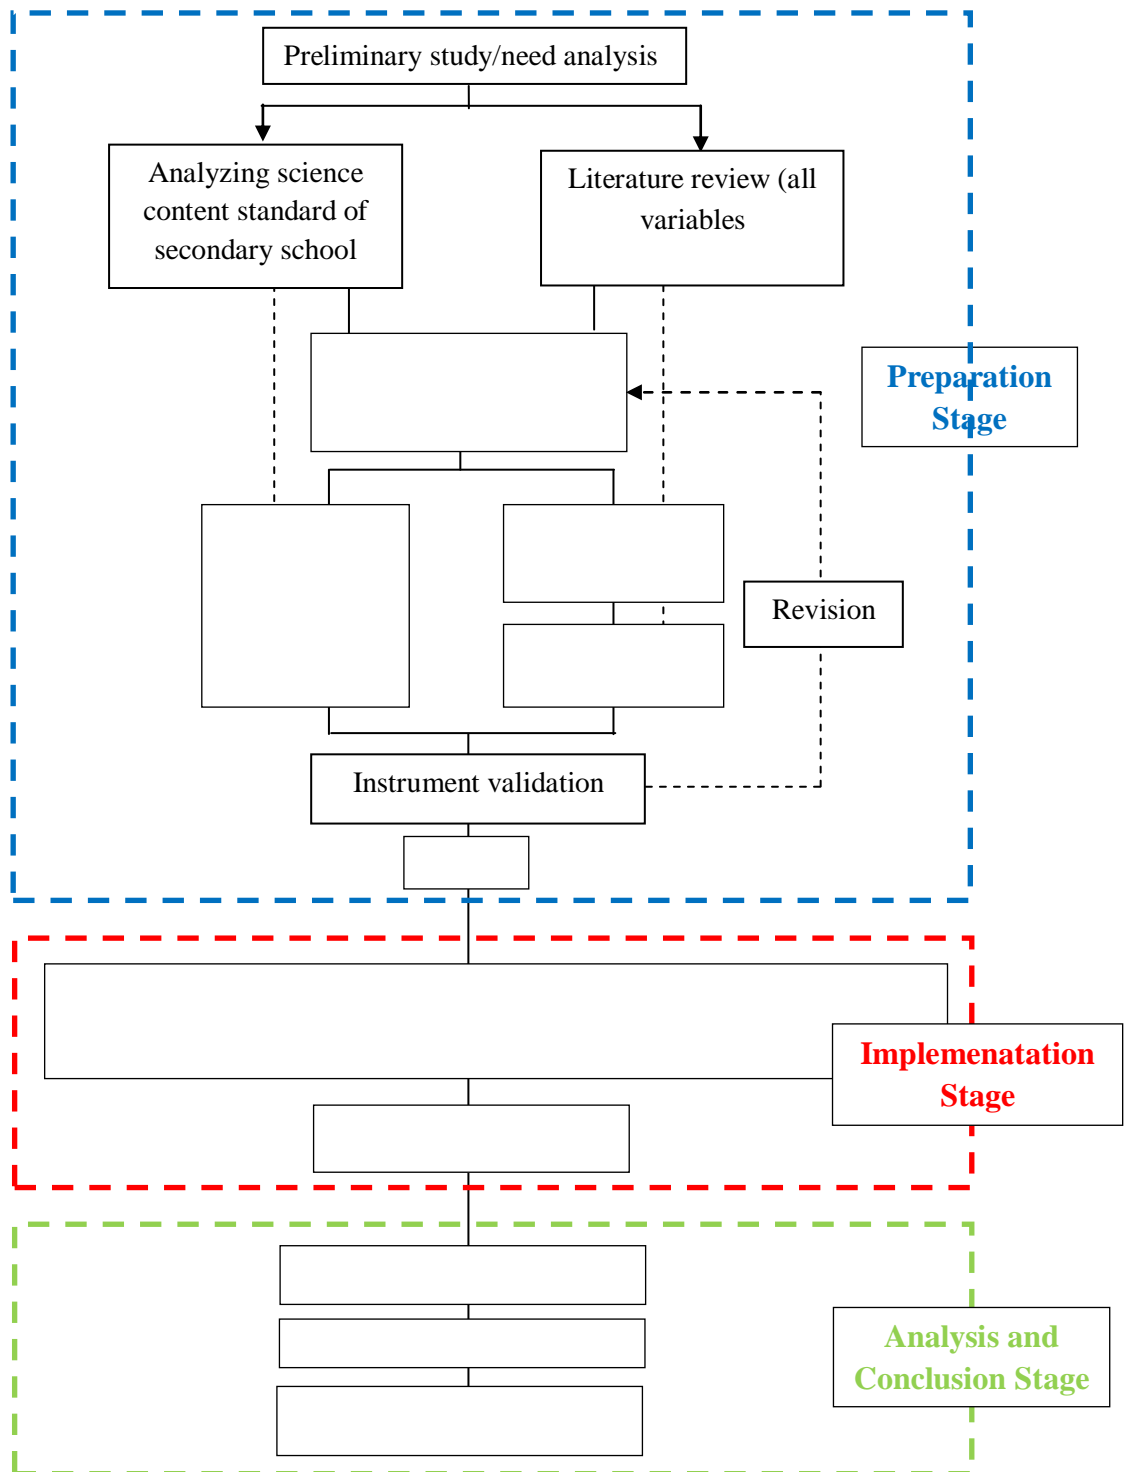 Preliminary study/need analysis
Analyzing science
content standard of
secondary school
Literature review (all
variables
Preparation
Stage
Revision
Instrument validation
Implemenatation
Stage
Analysis and
Conclusion Stage